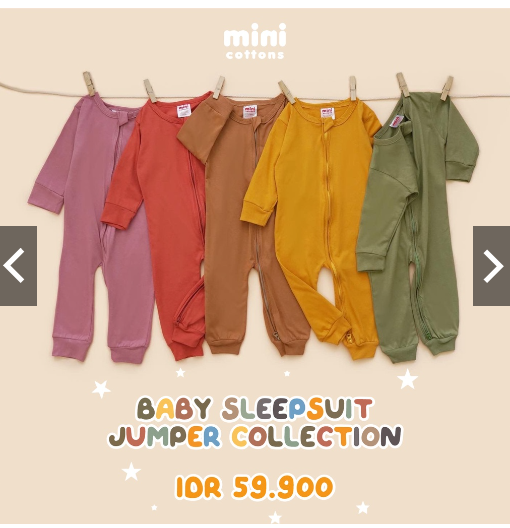 mini
cottons
BABY SLEEPSUIT
JUMPER COLLECTION
IDR 59.900